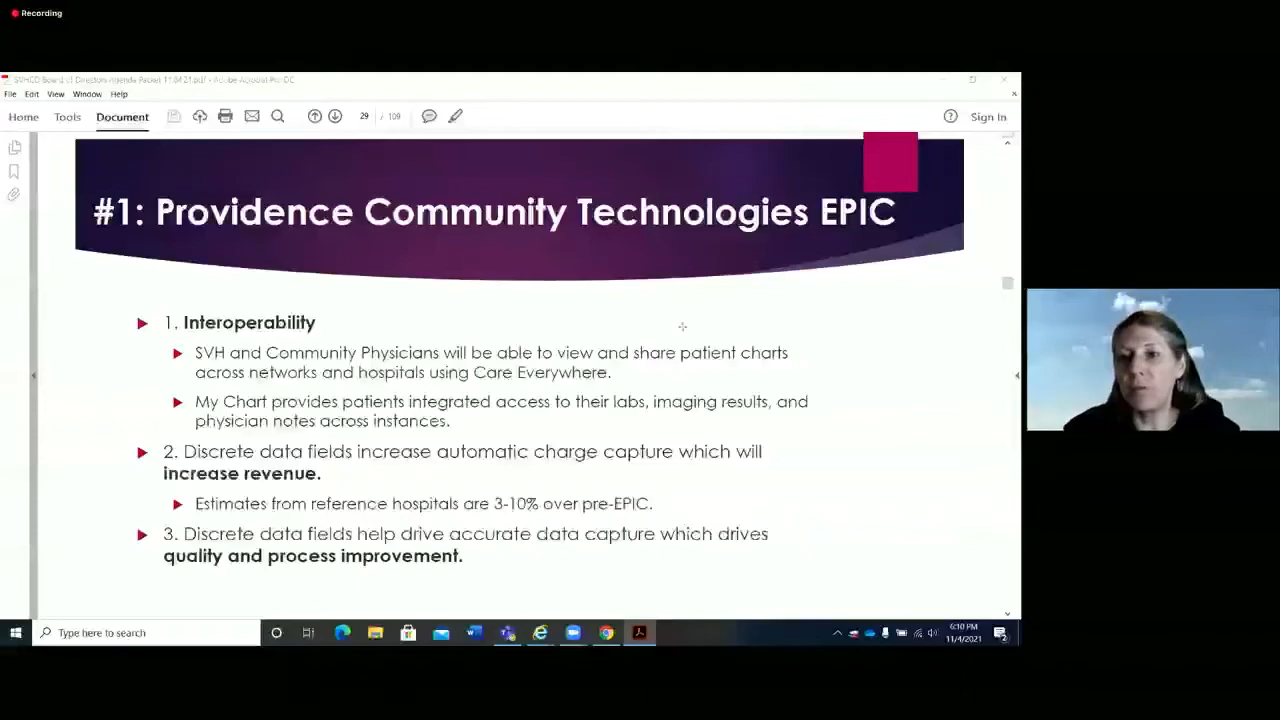 Recording
SVHCD Board of Directors Agenda Packet 11.04.21.pdf - Adobe Acrobat Pro DC
File Edit View Window Help
Home Tools Document 29 / 109 Sign In
#1: Providence Community Technologies EPIC
1. Interoperability
SVH and Community Physicians will be able to view and share patient charts
across networks and hospitals using Care Everywhere.
My Chart provides patients integrated access to their labs, imaging results, and
physician notes across instances.
2. Discrete data fields increase automatic charge capture which will
increase revenue.
Estimates from reference hospitals are 3-10% over pre-EPIC.
3. Discrete data fields help drive accurate data capture which drives
quality and process improvement.
Type here to search
6:10 PM
11/4/2021
2